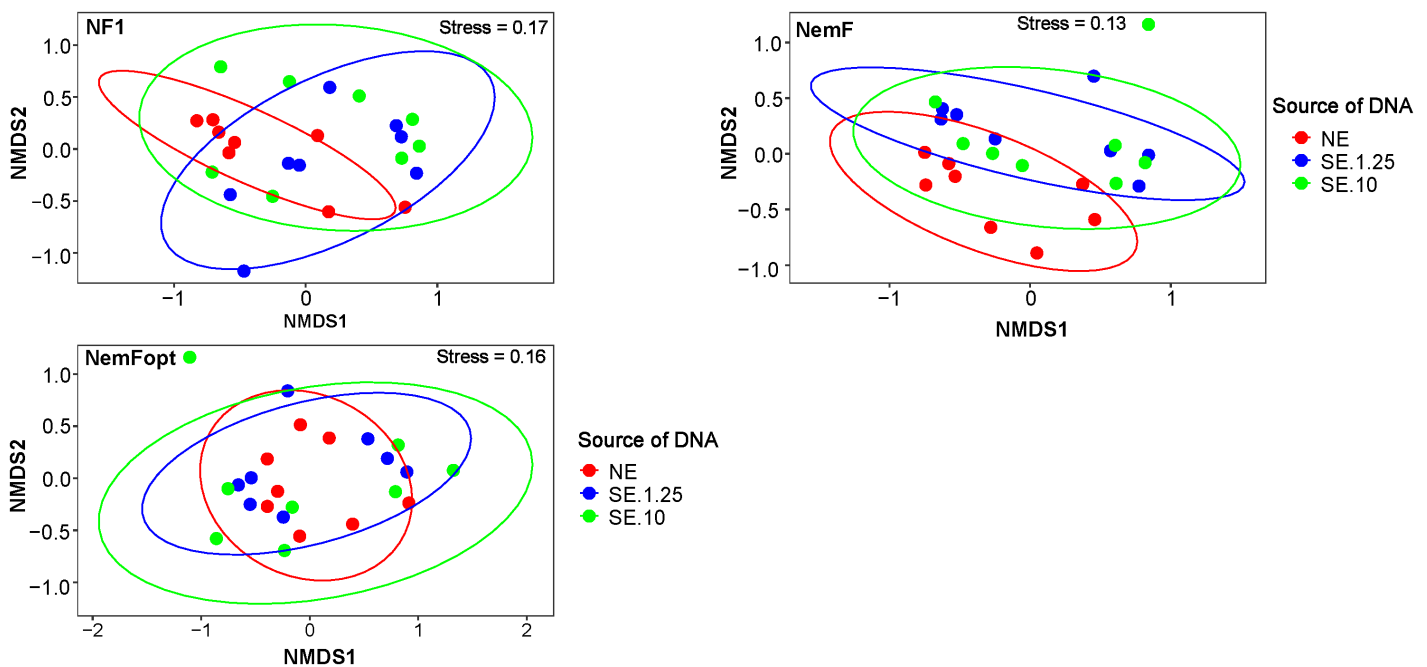 NF1
Stress = 0.17
NMDS2
1.0
0.5
0.0
−0.5
−1.0
−1
0
1
NMDS1
NemF
Stress = 0.13
NMDS2
1.0
0.5
0.0
−0.5
−1.0
−1
0
1
NMDS1
Source of DNA
NE
SE.1.25
SE.10
NemFopt
Stress = 0.16
NMDS2
1.0
0.5
0.0
−0.5
−1.0
−2
−1
0
1
2
NMDS1
Source of DNA
NE
SE.1.25
SE.10